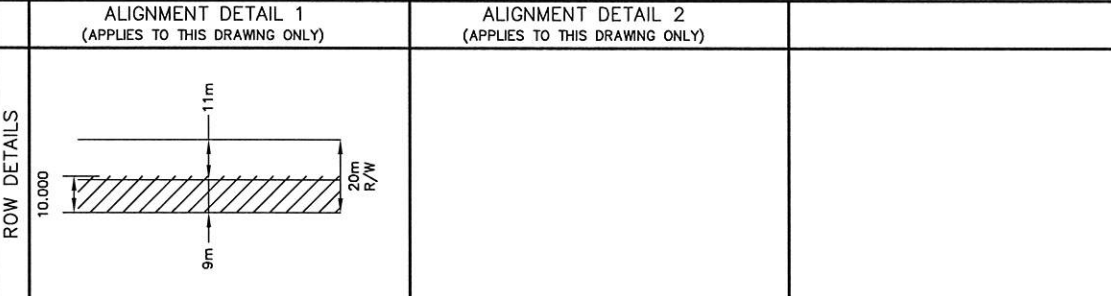 ALIGNMENT DETAIL 1
(APPLIES TO THIS DRAWING ONLY)
ALIGNMENT DETAIL 2
(APPLIES TO THIS DRAWING ONLY)
ROW DETAILS
11m
10.000
20m
R/W
9m